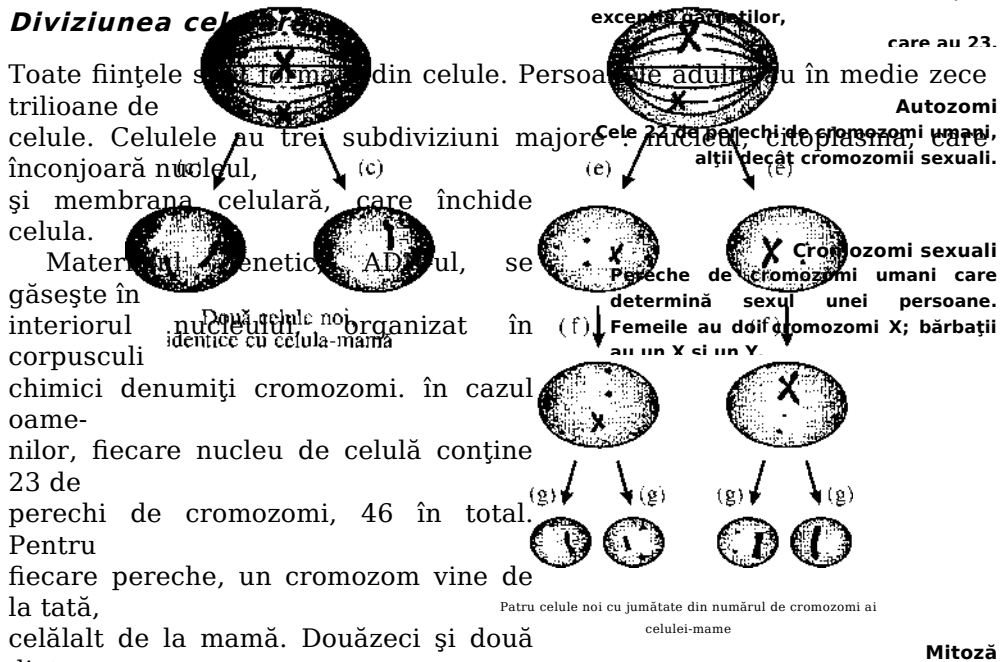 Diviziunea
excepţia gârneţilor,
care au 23.
Toate fiinţele sunt formate din celule. Persoanele adulte au în medie zece
trilioane de
Autozomi
celule. Celulele au trei subdiviziuni majore : nucleul, citoplasma, care
Cele 22 de perechi de cromozomi umani,
înconjoară nucleul,
alţii decât cromozomii sexuali.
(c)
(e)
(e)
şi membrana celulară, care închide
celula.
Cromozomi sexuali
Materialul genetic, ADN-ul, se
găseşte în
Pereche de cromozomi umani care
determină sexul unei persoane.
Două celule noi,
identice cu celula-mamă
interiorul nucleului, organizat în
corpusculi
(f)
(f)
Femeile au doi cromozomi X; bărbaţii
au un X şi un Y.
chimici denumiţi cromozomi. în cazul
oame-
nilor, fiecare nucleu de celulă conţine
23 de
(g)
(g)
(g)
(g)
perechi de cromozomi, 46 în total.
Pentru
fiecare pereche, un cromozom vine de
la tată,
Patru celule noi cu jumătate din numărul de cromozomi ai
celulei-mame
celălalt de la mamă. Douăzeci şi două
Mitoză